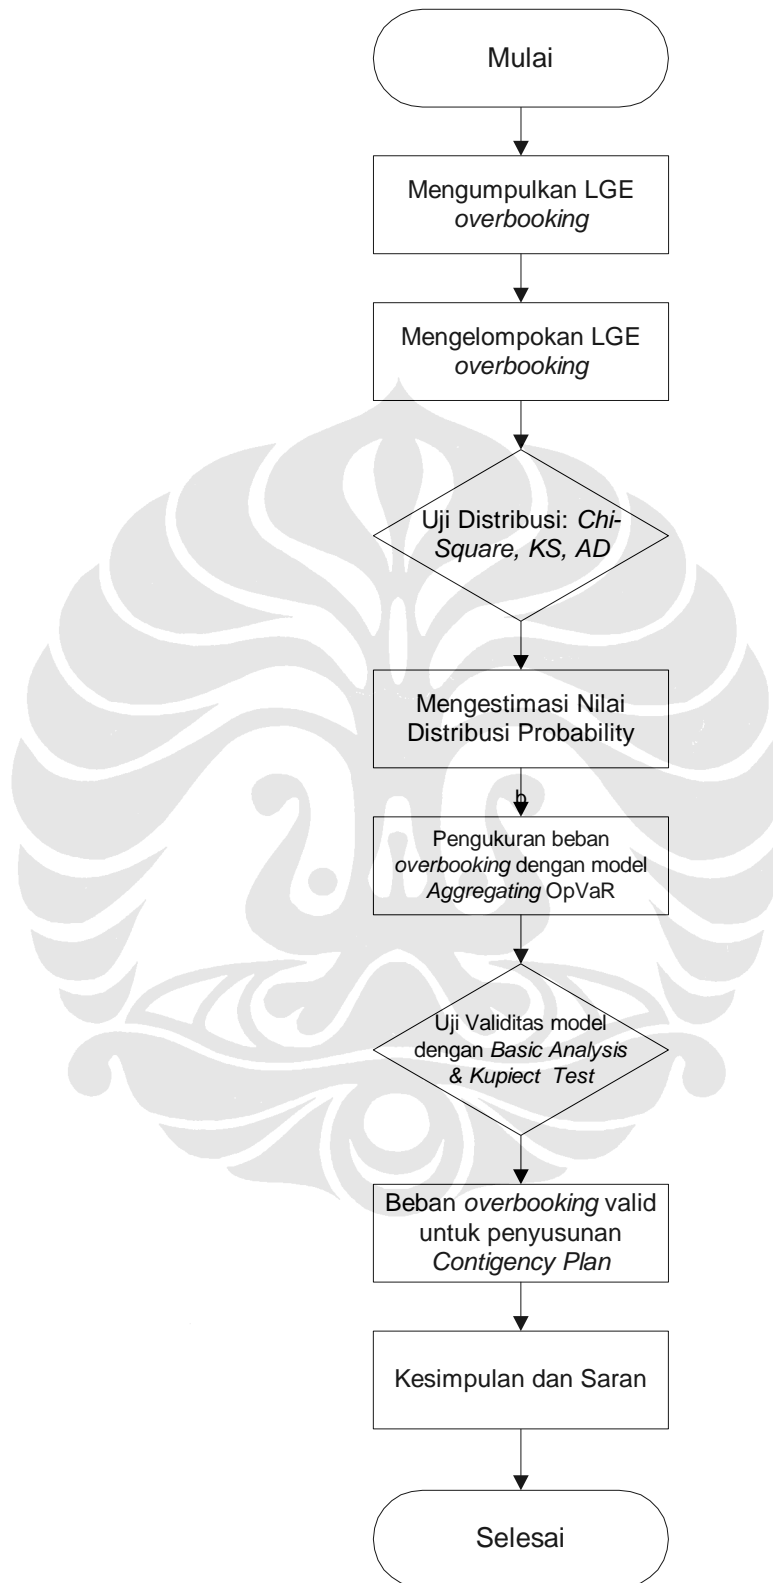 Mulai
Mengumpulkan LGE
overbooking
Mengelompokan LGE
overbooking
Uji Distribusi: Chi-
Square, KS, AD
Mengestimasi Nilai
Distribusi Probability
b
Pengukuran beban
overbooking dengan model
Aggregating OpVaR
Uji Validitas model
dengan Basic Analysis
& Kupiect Test
Beban overbooking valid
untuk penyusunan
Contigency Plan
Kesimpulan dan Saran
Selesai